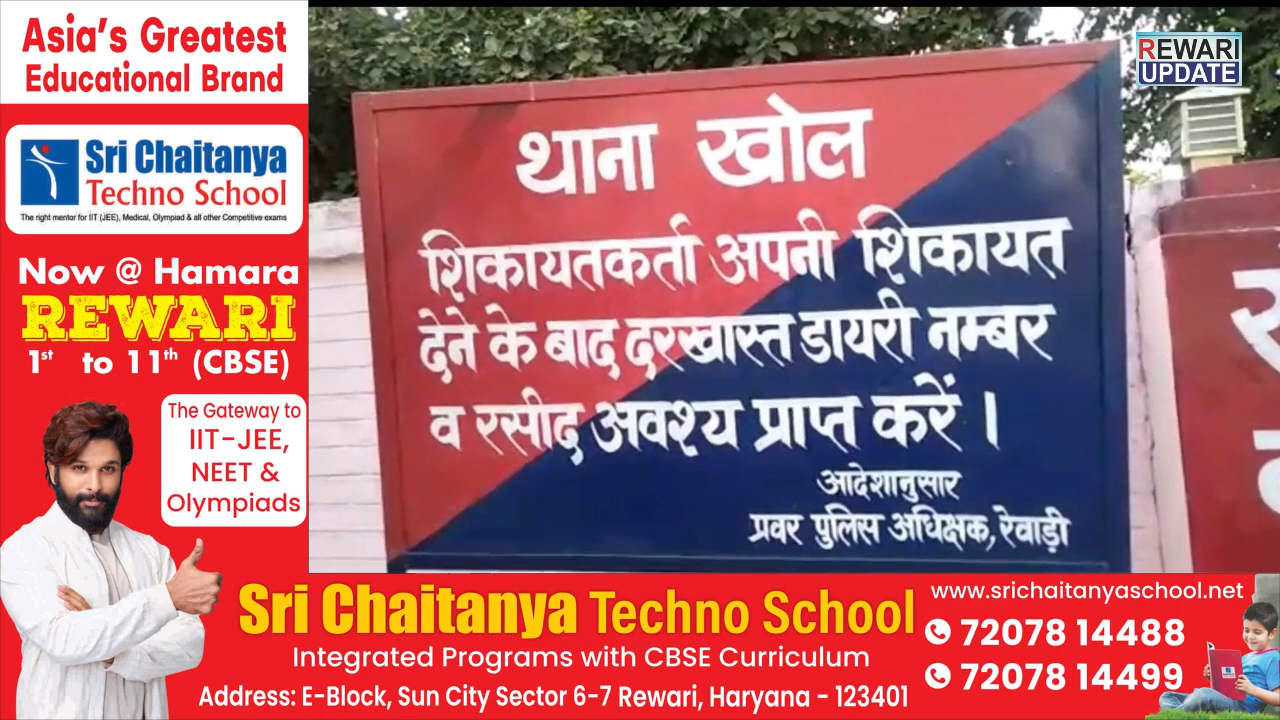 Asia's Greatest
Educational Brand
Sri Chaitanya
Techno School
The right mentor for IIT (JEE), Medical, Olympiad & all other Competitive exams
Now @ Hamara
REWARI
1st to 11th (CBSE)
The Gateway to
IIT-JEE,
NEET &
Olympiads
REWARI
UPDATE
थाना खोल
शिकायतकर्ता अपनी शिकायत
देने के बाद दरखास्त डायरी नम्बर
व रसीद अवश्य प्राप्त करें ।
आदेशानुसार
प्रवर पुलिस अधिक्षक, रेवाड़ी
Sri Chaitanya Techno School
Integrated Programs with CBSE Curriculum
Address: E-Block, Sun City Sector 6-7 Rewari, Haryana - 123401
www.srichaitanyaschool.net
72078 14488
72078 14499